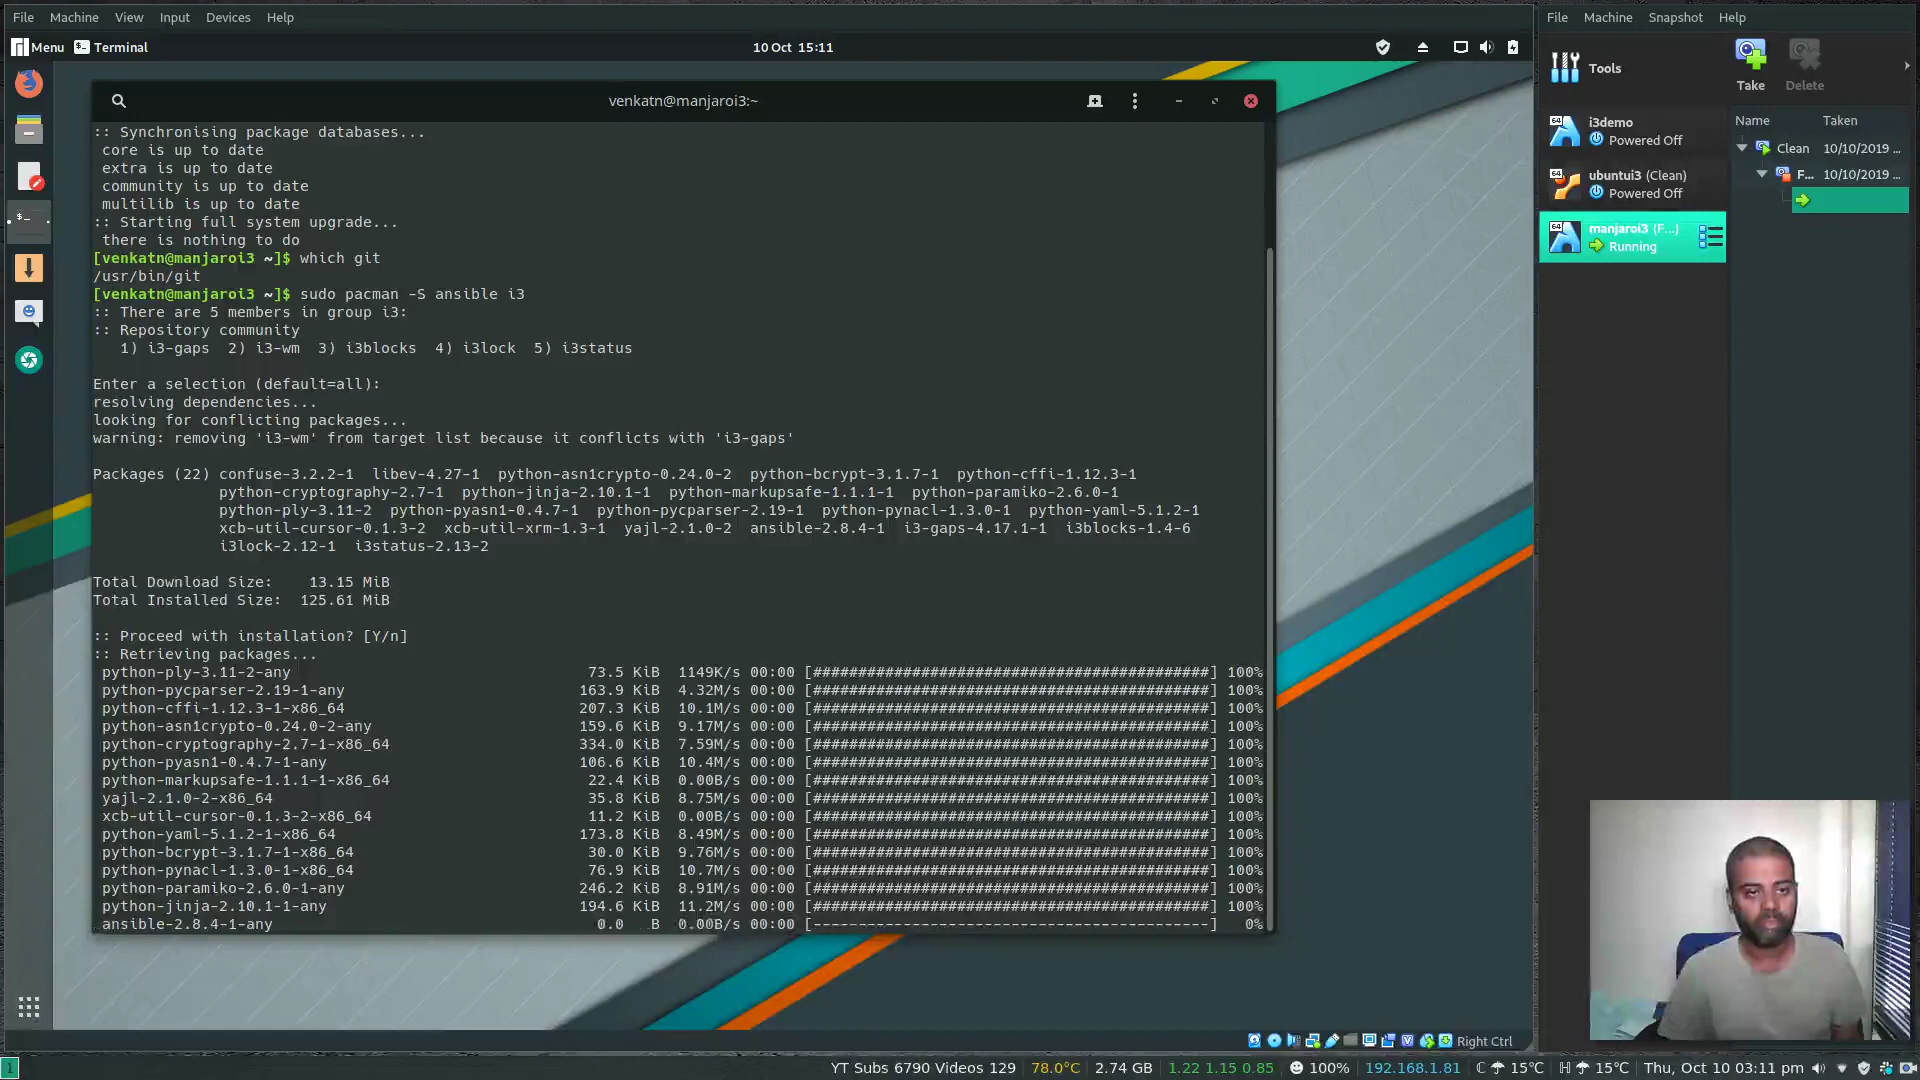 File Machine View Input Devices Help
Menu Terminal
10 Oct 15:11
venkatn@manjaroi3:~
:: Synchronising package databases...
core is up to date
extra is up to date
community is up to date
multilib is up to date
:: Starting full system upgrade...
there is nothing to do
[venkatn@manjaroi3 ~]$ which git
/usr/bin/git
[venkatn@manjaroi3 ~]$ sudo pacman -S ansible i3
:: There are 5 members in group i3:
:: Repository community
1) i3-gaps 2) i3-wm 3) i3blocks 4) i3lock 5) i3status
Enter a selection (default=all):
resolving dependencies...
looking for conflicting packages...
warning: removing 'i3-wm' from target list because it conflicts with 'i3-gaps'
Packages (22) confuse-3.2.2-1 libev-4.27-1 python-asn1crypto-0.24.0-2 python-bcrypt-3.1.7-1 python-cffi-1.12.3-1
python-cryptography-2.7-1 python-jinja-2.10.1-1 python-markupsafe-1.1.1-1 python-paramiko-2.6.0-1
python-ply-3.11-2 python-pyasn1-0.4.7-1 python-pycparser-2.19-1 python-pynacl-1.3.0-1 python-yaml-5.1.2-1
xcb-util-cursor-0.1.3-2 xcb-util-xrm-1.3-1 yajl-2.1.0-2 ansible-2.8.4-1 i3-gaps-4.17.1-1 i3blocks-1.4-6
i3lock-2.12-1 i3status-2.13-2
Total Download Size: 13.15 MiB
Total Installed Size: 125.61 MiB
:: Proceed with installation? [Y/n]
:: Retrieving packages...
python-ply-3.11-2-any 73.5 KiB 1149K/s 00:00 [############################################] 100%
python-pycparser-2.19-1-any 163.9 KiB 4.32M/s 00:00 [############################################] 100%
python-cffi-1.12.3-1-x86_64 207.3 KiB 10.1M/s 00:00 [############################################] 100%
python-asn1crypto-0.24.0-2-any 159.6 KiB 9.17M/s 00:00 [############################################] 100%
python-cryptography-2.7-1-x86_64 334.0 KiB 7.59M/s 00:00 [############################################] 100%
python-pyasn1-0.4.7-1-any 106.6 KiB 10.4M/s 00:00 [############################################] 100%
python-markupsafe-1.1.1-1-x86_64 22.4 KiB 0.00B/s 00:00 [############################################] 100%
yajl-2.1.0-2-x86_64 35.8 KiB 8.75M/s 00:00 [############################################] 100%
xcb-util-cursor-0.1.3-2-x86_64 11.2 KiB 0.00B/s 00:00 [############################################] 100%
python-yaml-5.1.2-1-x86_64 173.8 KiB 8.49M/s 00:00 [############################################] 100%
python-bcrypt-3.1.7-1-x86_64 30.0 KiB 9.76M/s 00:00 [############################################] 100%
python-pynacl-1.3.0-1-x86_64 76.9 KiB 10.7M/s 00:00 [############################################] 100%
python-paramiko-2.6.0-1-any 246.2 KiB 8.91M/s 00:00 [############################################] 100%
python-jinja-2.10.1-1-any 194.6 KiB 11.2M/s 00:00 [############################################] 100%
ansible-2.8.4-1-any 0.0 B 0.00B/s 00:00 [--------------------------------------------] 0%
Right Ctrl
File Machine Snapshot Help
Tools
Take
Delete
i3demo
Powered Off
ubuntui3 (Clean)
Powered Off
manjaroi3 (F...)
Running
Name Taken
Clean 10/10/2019 ...
F... 10/10/2019 ...
1
YT Subs 6790 Videos 129 78.0°C 2.74 GB 1.22 1.15 0.85 100% 192.168.1.81 C 15°C H 15°C Thu, Oct 10 03:11 pm